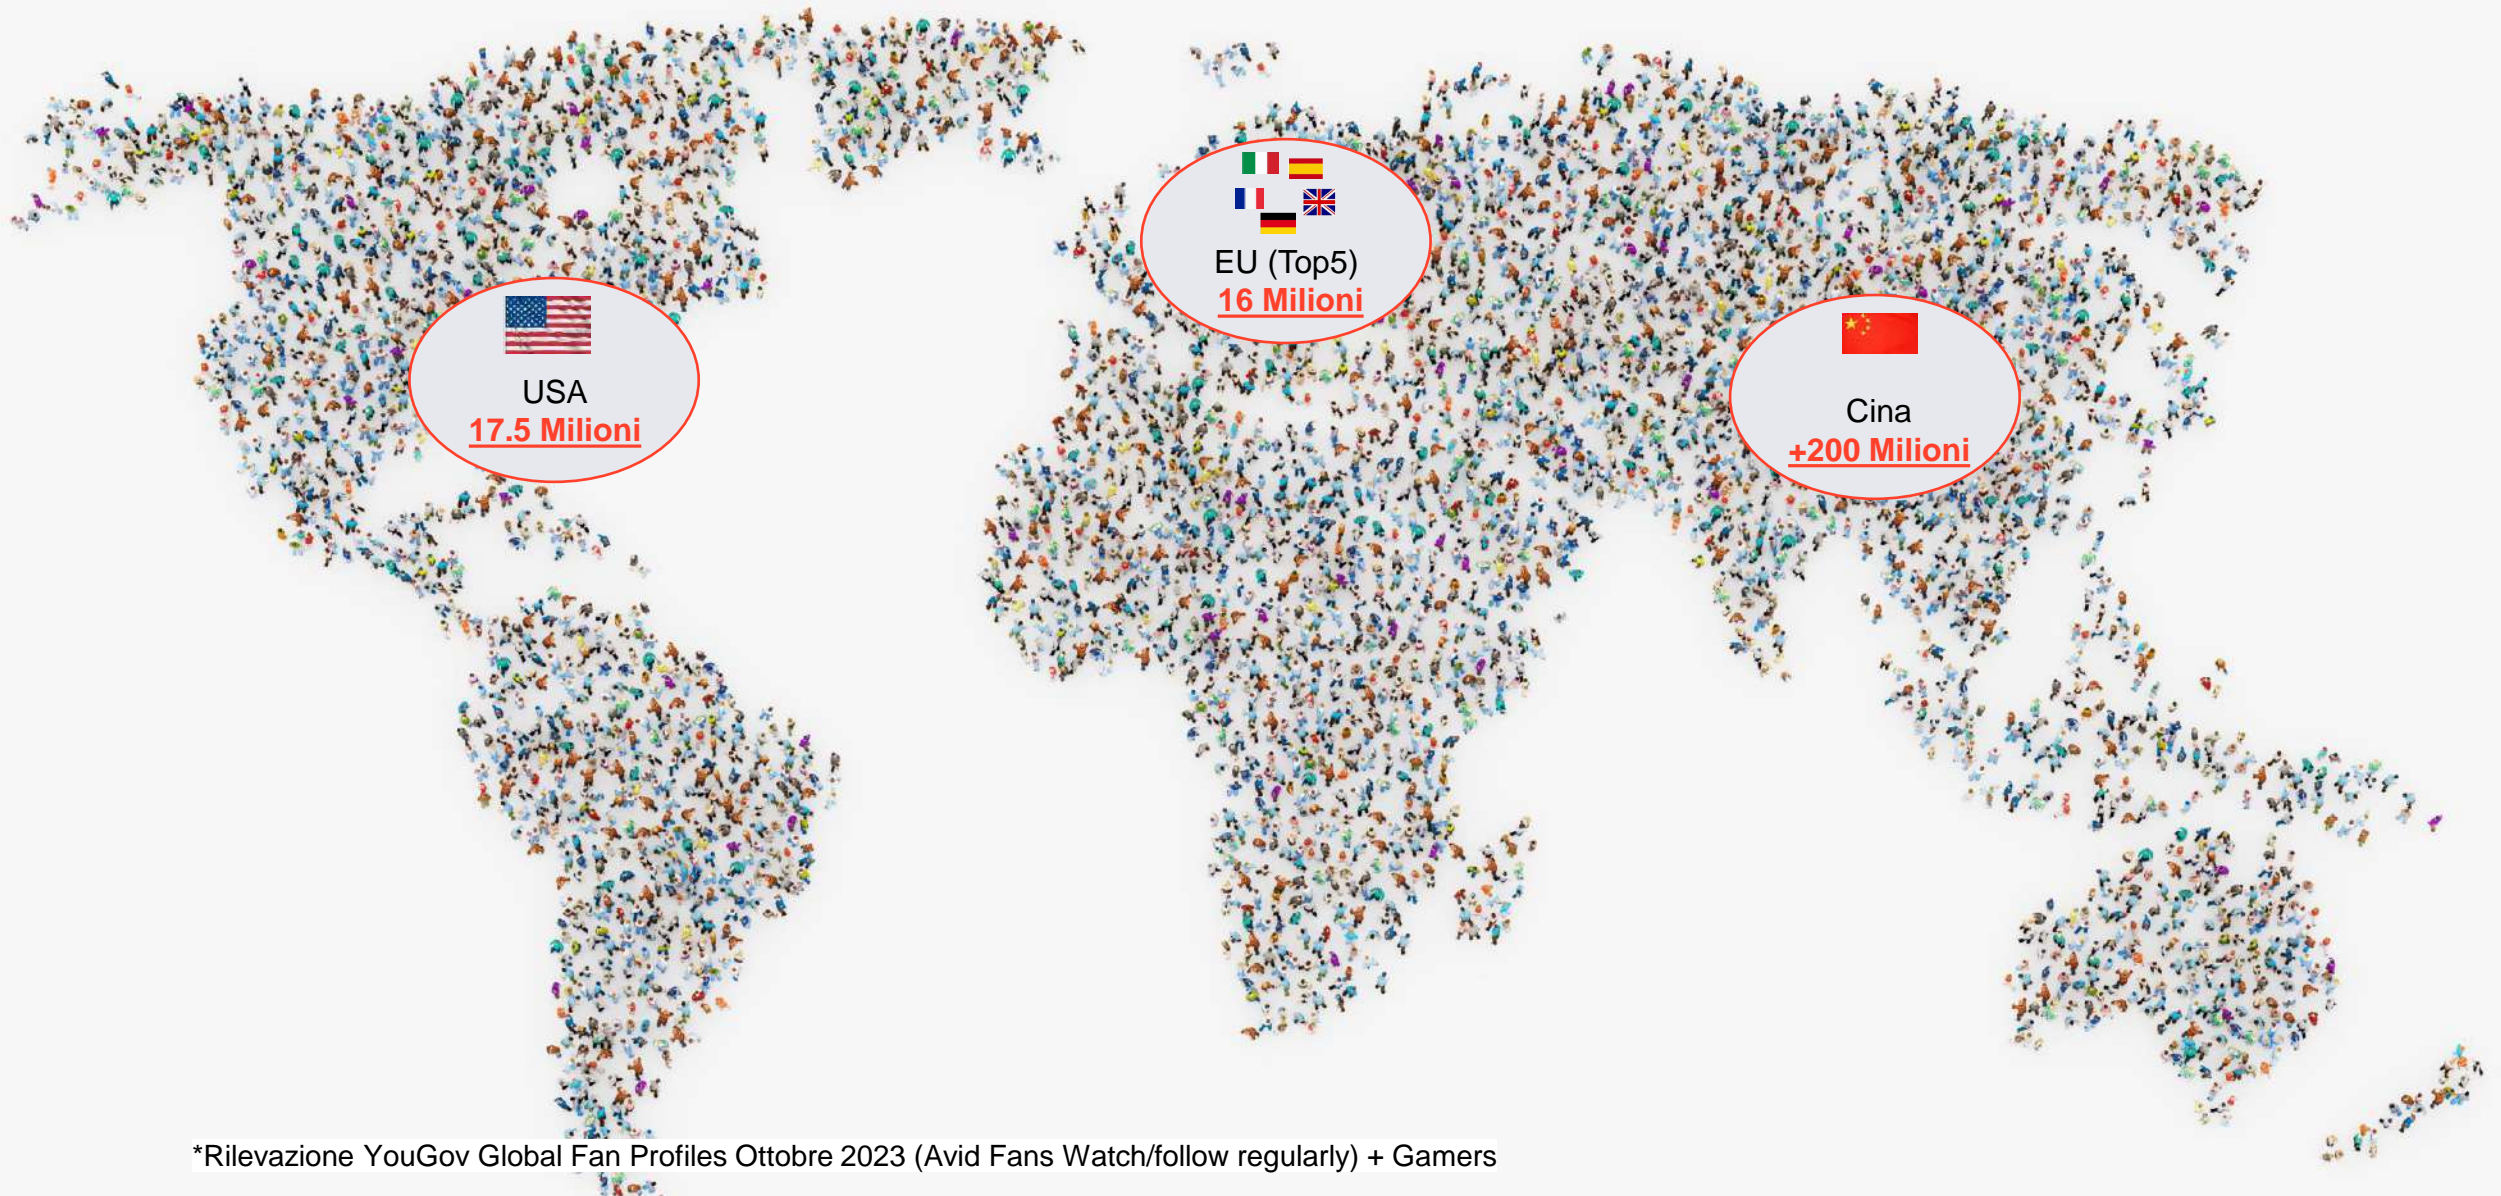 EU (Top5)
16 Milioni
USA
17.5 Milioni
Cina
+200 Milioni
*Rilevazione YouGov Global Fan Profiles Ottobre 2023 (Avid Fans Watch/follow regularly) + Gamers